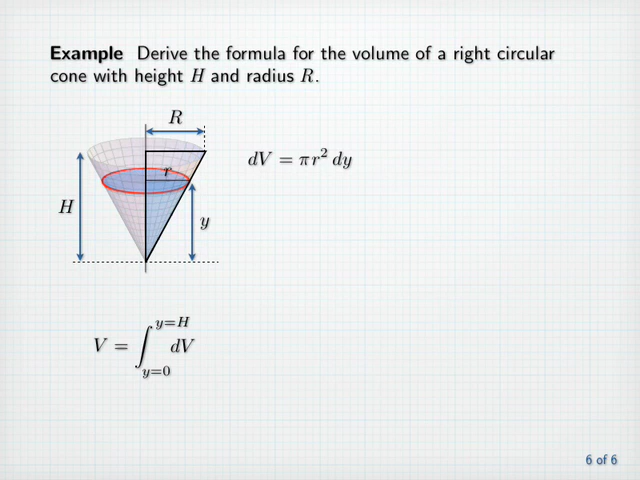 Example Derive the formula for the volume of a right circular
cone with height H and radius R.
R
dV = πr² dy
r
H
y
V = ∫_{y=0}^{y=H} dV
6 of 6